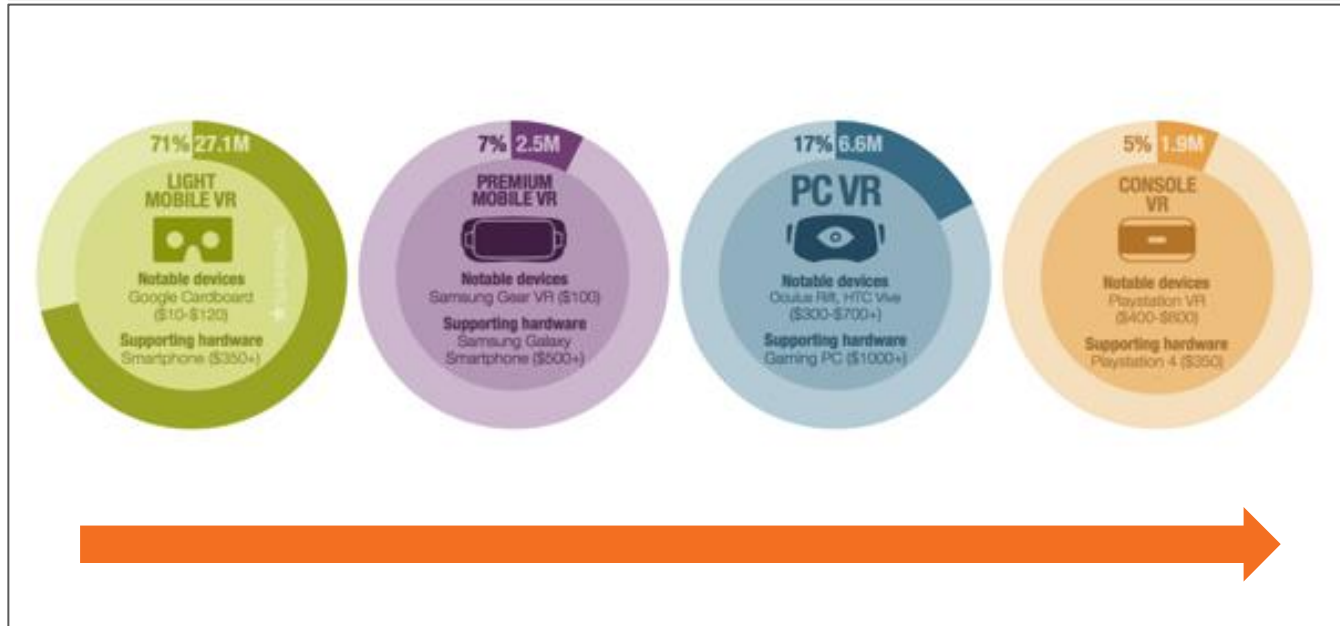 71% 27.1M
LIGHT
MOBILE VR
Notable devices
Google Cardboard
($10-$120)
Supporting hardware
Smartphone ($350+)
7% 2.5M
PREMIUM
MOBILE VR
Notable devices
Samsung Gear VR ($100)
Supporting hardware
Samsung Galaxy
Smartphone ($500+)
17% 6.6M
PC VR
Notable devices
Oculus Rift, HTC Vive
($300-$700+)
Supporting hardware
Gaming PC ($1000+)
5% 1.9M
CONSOLE
VR
Notable devices
Playstation VR
($400-$600)
Supporting hardware
Playstation 4 ($350)